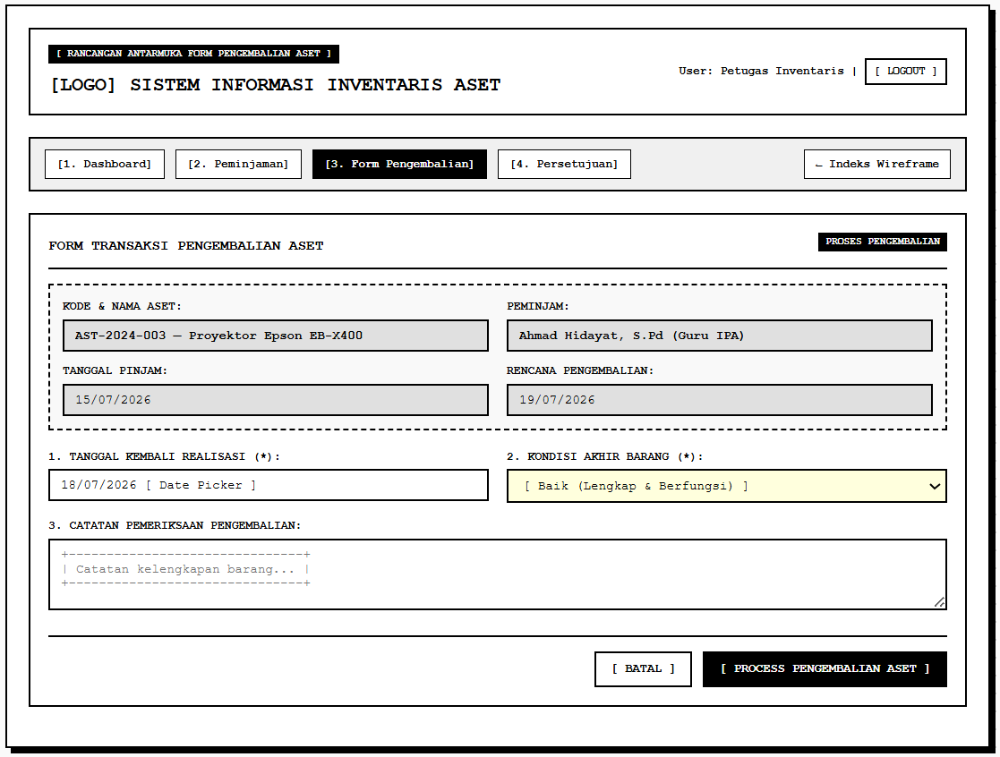 [ RANCANGAN ANTARMUKA FORM PENGEMBALIAN ASET ]
[LOGO] SISTEM INFORMASI INVENTARIS ASET
User: Petugas Inventaris | [ LOGOUT ]
[1. Dashboard] [2. Peminjaman] [3. Form Pengembalian] [4. Persetujuan] ← Indeks Wireframe
FORM TRANSAKSI PENGEMBALIAN ASET
PROSES PENGEMBALIAN
KODE & NAMA ASET:
AST-2024-003 — Proyektor Epson EB-X400
PEMINJAM:
Ahmad Hidayat, S.Pd (Guru IPA)
TANGGAL PINJAM:
15/07/2026
RENCANA PENGEMBALIAN:
19/07/2026
1. TANGGAL KEMBALI REALISASI (*):
18/07/2026 [ Date Picker ]
2. KONDISI AKHIR BARANG (*):
[ Baik (Lengkap & Berfungsi) ]
3. CATATAN PEMERIKSAAN PENGEMBALIAN:
+-------------------------------+
| Catatan kelengkapan barang... |
+-------------------------------+
[ BATAL ] [ PROCESS PENGEMBALIAN ASET ]